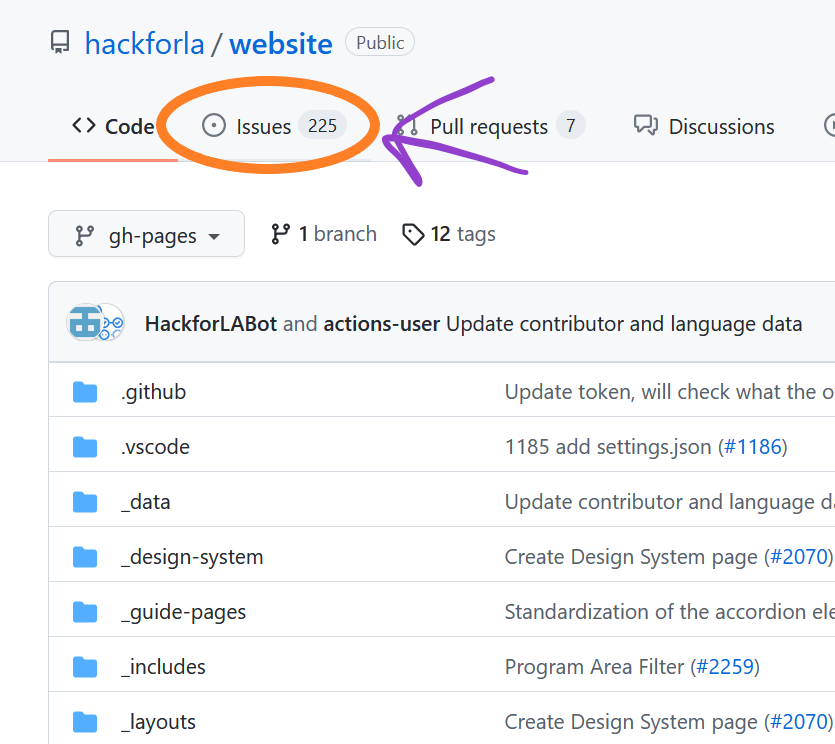 hackforla / website Public
Code Issues 225 Pull requests 7 Discussions
gh-pages 1 branch 12 tags
HackforLABot and actions-user Update contributor and language data
.github Update token, will check what the
.vscode 1185 add settings.json (#1186)
_data Update contributor and language
_design-system Create Design System page (#2070)
_guide-pages Standardization of the accordion
_includes Program Area Filter (#2259)
_layouts Create Design System page (#2070)